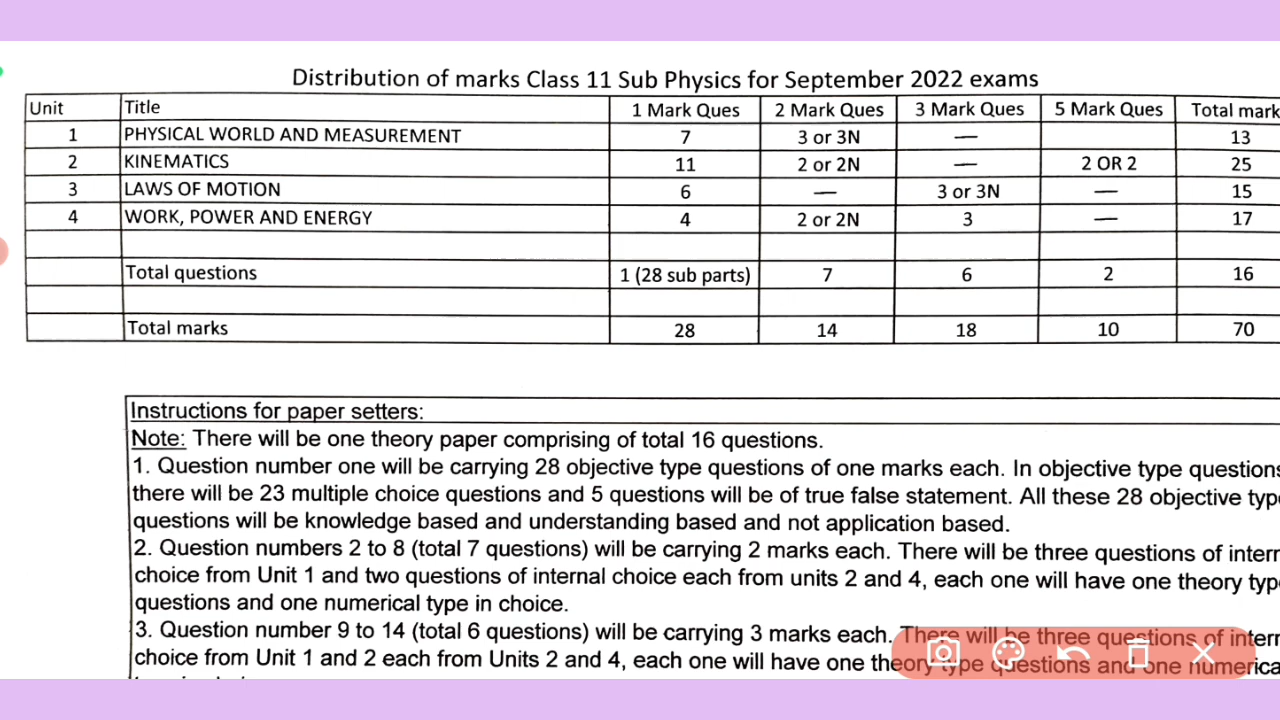 Distribution of marks Class 11 Sub Physics for September 2022 exams
Unit Title 1 Mark Ques 2 Mark Ques 3 Mark Ques 5 Mark Ques Total mark
1 PHYSICAL WORLD AND MEASUREMENT 7 3 or 3N — 13
2 KINEMATICS 11 2 or 2N — 2 OR 2 25
3 LAWS OF MOTION 6 — 3 or 3N — 15
4 WORK, POWER AND ENERGY 4 2 or 2N 3 — 17
Total questions 1 (28 sub parts) 7 6 2 16
Total marks 28 14 18 10 70
Instructions for paper setters:
Note: There will be one theory paper comprising of total 16 questions.
1. Question number one will be carrying 28 objective type questions of one marks each. In objective type questions
there will be 23 multiple choice questions and 5 questions will be of true false statement. All these 28 objective type
questions will be knowledge based and understanding based and not application based.
2. Question numbers 2 to 8 (total 7 questions) will be carrying 2 marks each. There will be three questions of intern
choice from Unit 1 and two questions of internal choice each from units 2 and 4, each one will have one theory type
questions and one numerical type in choice.
3. Question number 9 to 14 (total 6 questions) will be carrying 3 marks each. There will be three questions of intern
choice from Unit 1 and 2 each from Units 2 and 4, each one will have one theory type questions and one numerica